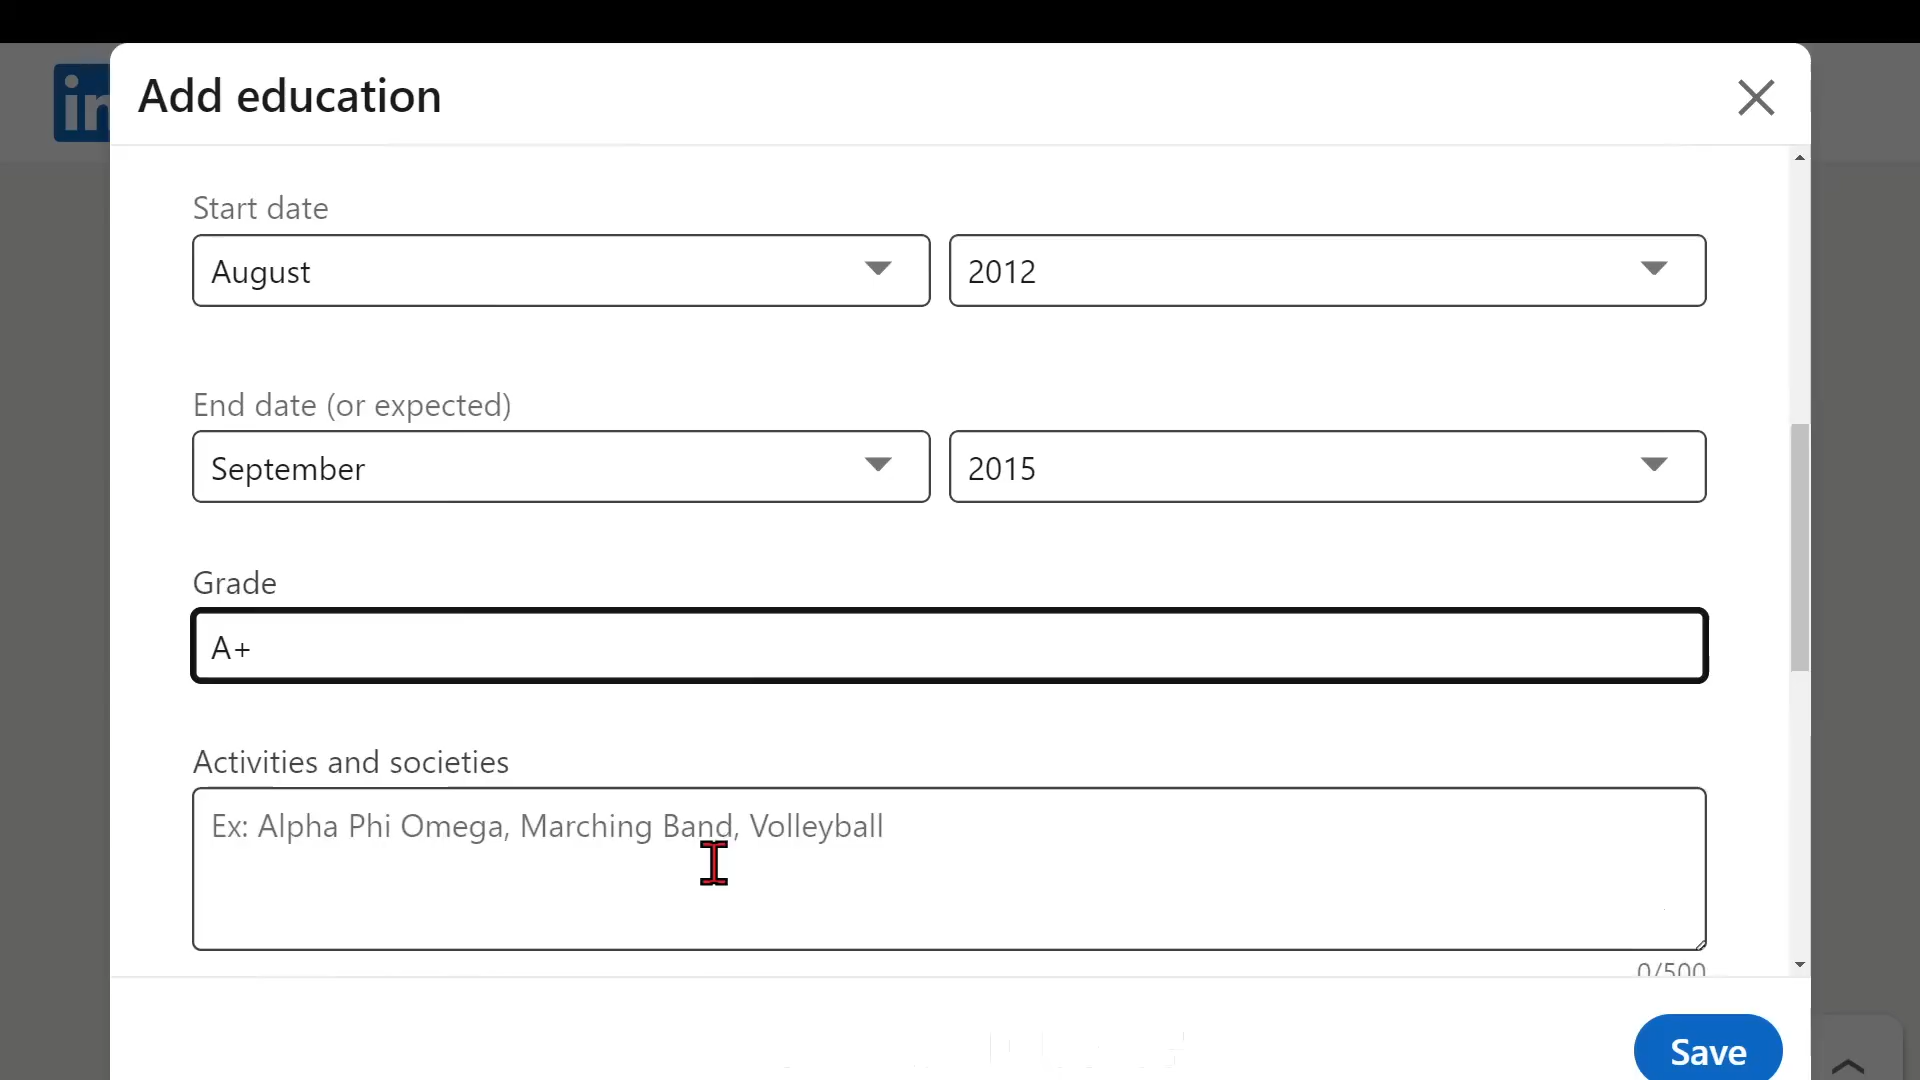 in
Add education
Start date
August
2012
End date (or expected)
September
2015
Grade
A+
Activities and societies
Ex: Alpha Phi Omega, Marching Band, Volleyball
0/500
Save